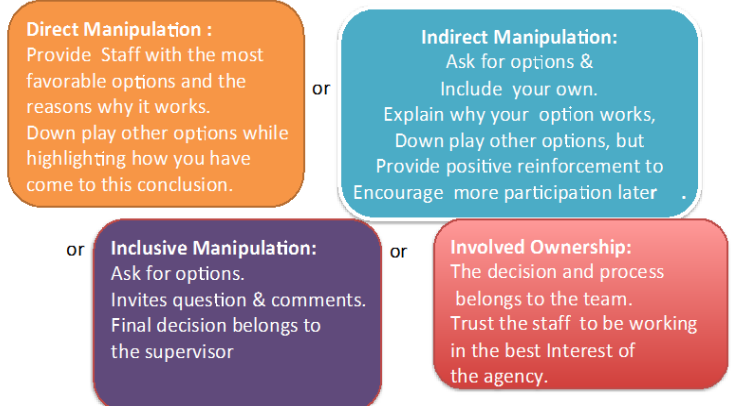 Direct Manipulation :
Provide Staff with the most
favorable options and the
reasons why it works.
Down play other options while
highlighting how you have
come to this conclusion.
or
Indirect Manipulation:
Ask for options &
Include your own.
Explain why your option works,
Down play other options, but
Provide positive reinforcement to
Encourage more participation later .
or
Inclusive Manipulation:
Ask for options.
Invites question & comments.
Final decision belongs to
the supervisor
or
Involved Ownership:
The decision and process
belongs to the team.
Trust the staff to be working
in the best Interest of
the agency.